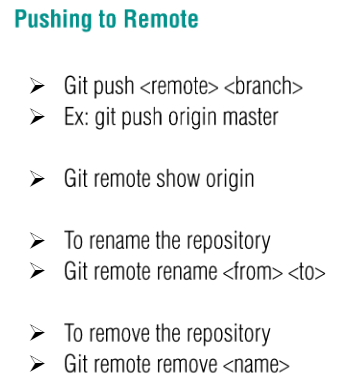 Pushing to Remote
➢ Git push <remote> <branch>
➢ Ex: git push origin master
➢ Git remote show origin
➢ To rename the repository
➢ Git remote rename <from> <to>
➢ To remove the repository
➢ Git remote remove <name>